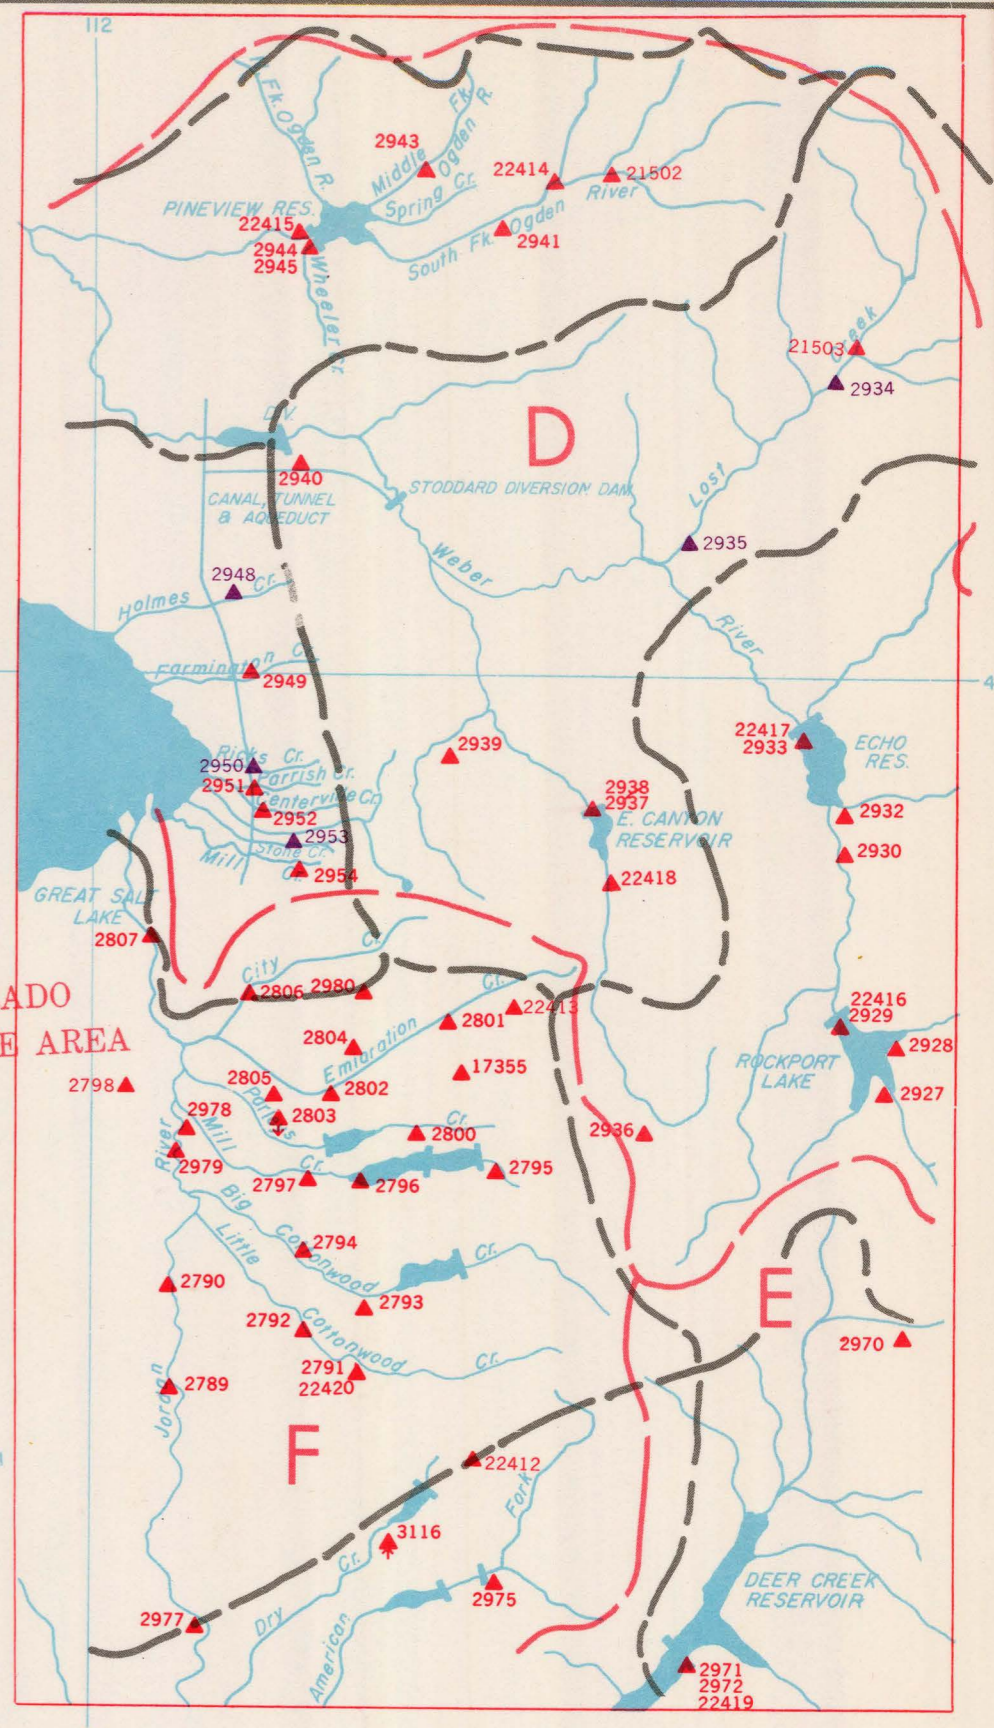 112
N. Fk. Ogden R.
Middle Fk.
Ogden R.
2943
Spring Cr.
22414
21502
River
PINEVIEW RES.
22415
2944
2945
South Fk. Ogden
2941
Wheeler Cr.
Creek
21503
2934
DIV.
D
2940
STODDARD DIVERSION DAM
CANAL, TUNNEL
& AQUEDUCT
Lost
2935
Weber
2948
Holmes Cr.
River
Farmington Cr.
2949
4
22417
2933
ECHO
RES.
2939
Ricks Cr.
2950
Parrish Cr.
2951
Centerville Cr.
2952
2938
2937
2932
E. CANYON
RESERVOIR
2953
Stone Cr.
Mill Cr.
2954
2930
22418
GREAT SALT
LAKE
2807
City Cr.
2806
2980
Cr.
ADO
E AREA
22413
22416
2929
2801
2804
Emigration
2928
ROCKPORT
LAKE
17355
2798
2805
2802
2927
Parleys
2803
2978
Mill
Cr.
2800
2936
River
2979
Cr.
2797
2796
2795
Big
Cottonwood
Cr.
2794
Little
2790
2793
E
2792
Cottonwood
Cr.
2970
2791
22420
Jordan
2789
F
22412
Fork
3116
Cr.
Dry
2975
DEER CREEK
RESERVOIR
American
2977
2971
2972
22419